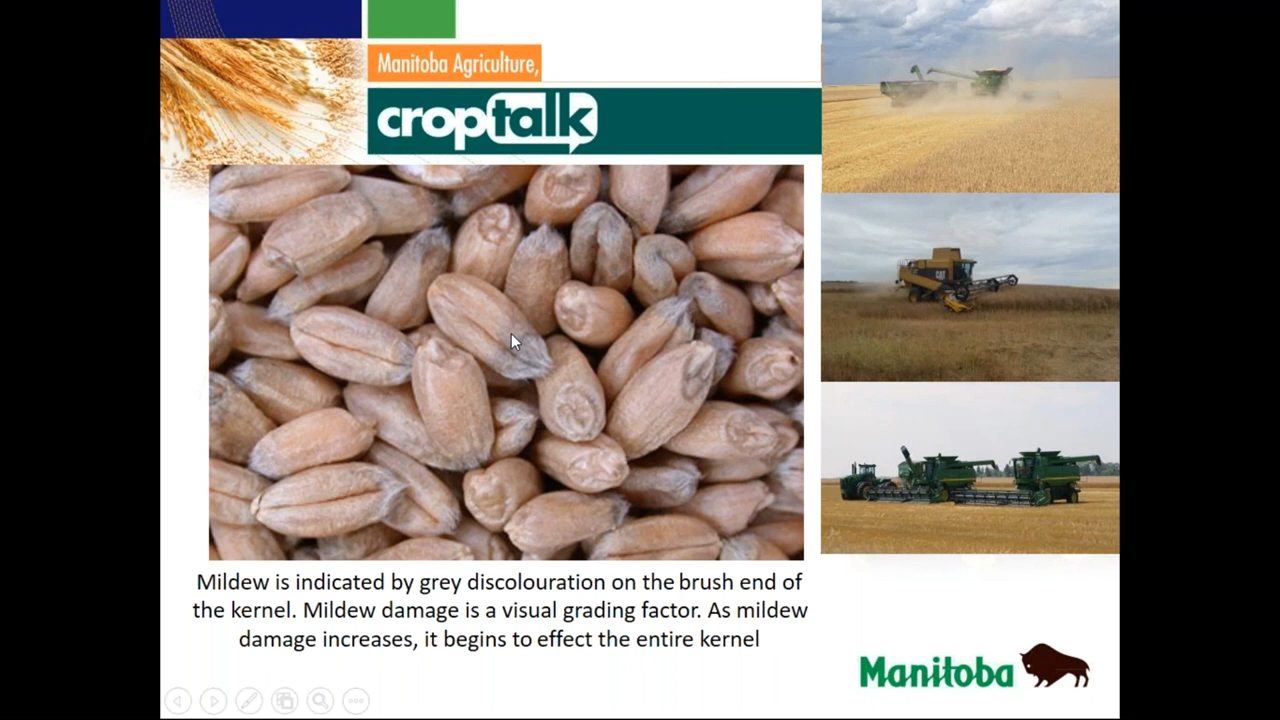 Manitoba Agriculture,
croptalk
CAT
Mildew is indicated by grey discolouration on the brush end of
the kernel. Mildew damage is a visual grading factor. As mildew
damage increases, it begins to effect the entire kernel
Manitoba